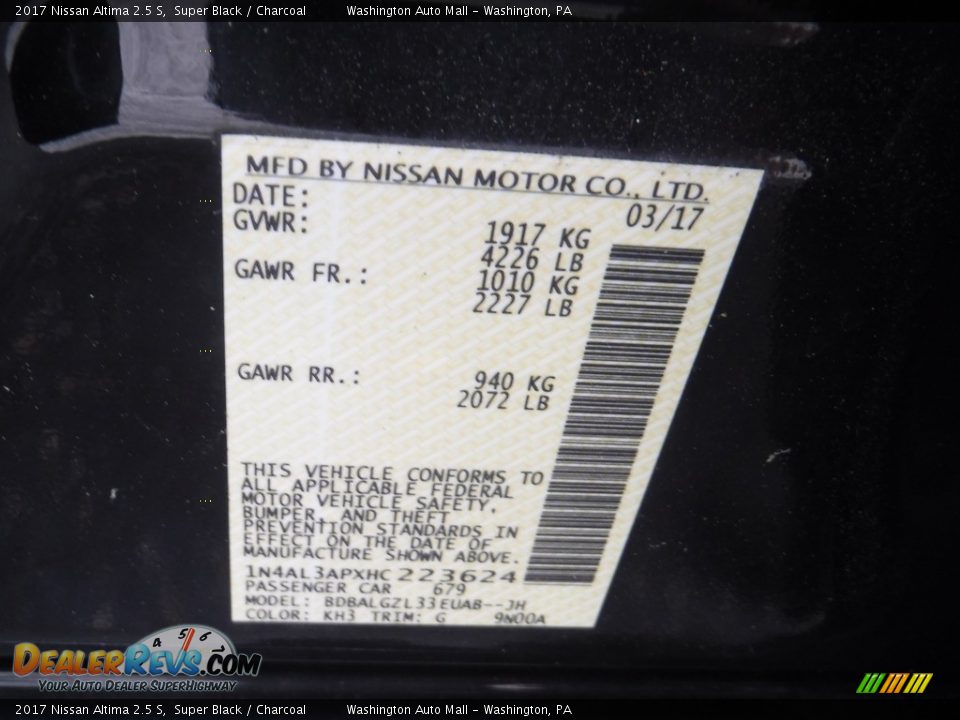 2017 Nissan Altima 2.5 S,  Super Black / Charcoal        Washington Auto Mall - Washington, PA
MFD BY NISSAN MOTOR CO., LTD.
DATE: 03/17
GVWR: 1917 KG
4226 LB
GAWR FR.: 1010 KG
2227 LB
GAWR RR.: 940 KG
2072 LB
THIS VEHICLE CONFORMS TO
ALL APPLICABLE FEDERAL
MOTOR VEHICLE SAFETY,
BUMPER, AND THEFT
PREVENTION STANDARDS IN
EFFECT ON THE DATE OF
MANUFACTURE SHOWN ABOVE.
1N4AL3APXHC223624
PASSENGER CAR 679
MODEL: BDBALGZL33EUAB--JH
COLOR: KH3 TRIM: G 9N00A
4 5 6
DEALERREVS.COM
YOUR AUTO DEALER SUPERHIGHWAY
2017 Nissan Altima 2.5 S,  Super Black / Charcoal        Washington Auto Mall - Washington, PA